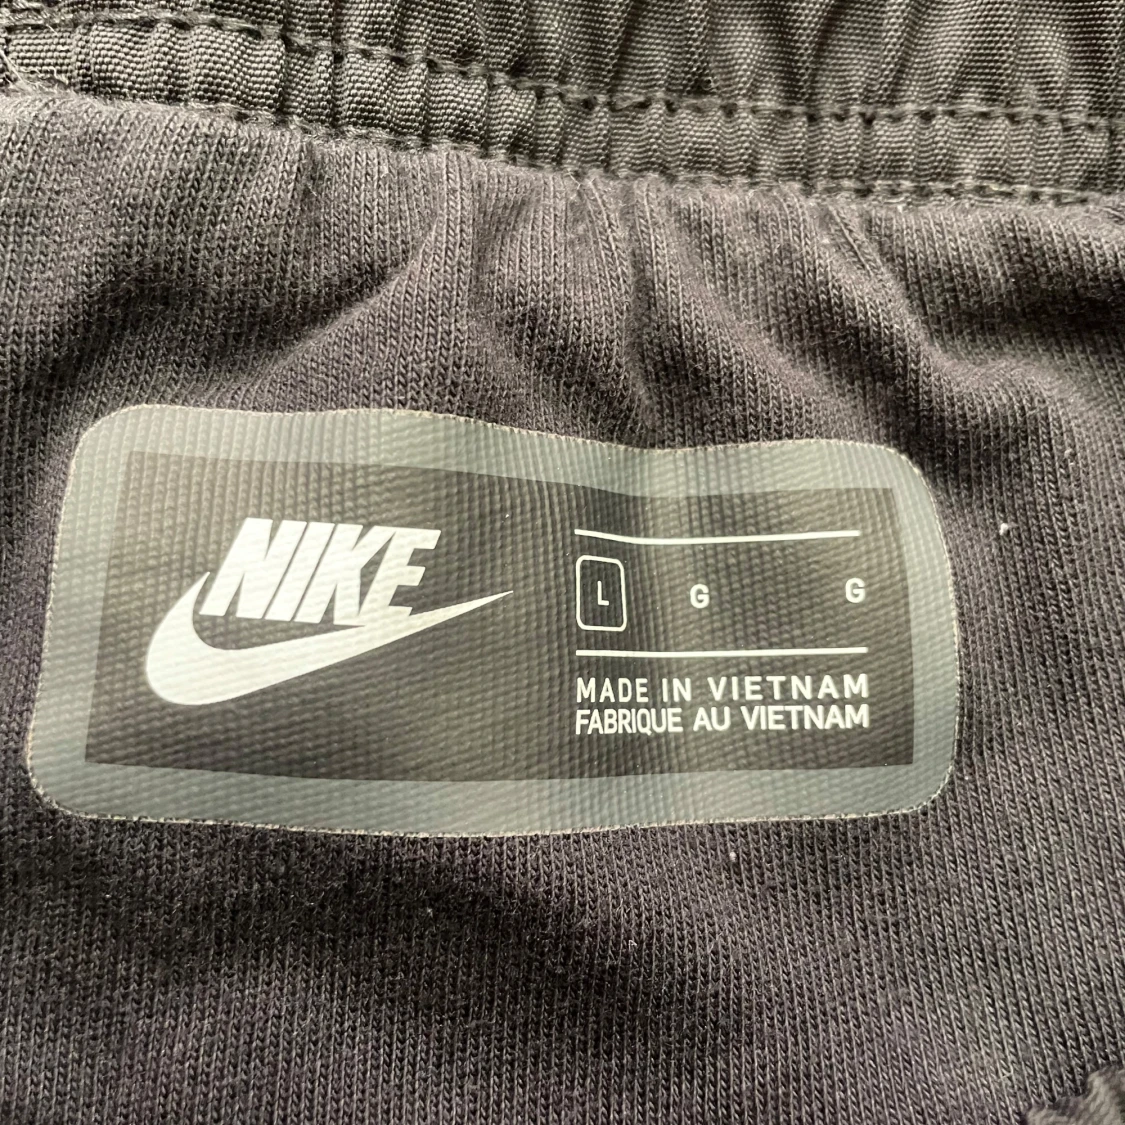 NIKE
L G G
MADE IN VIETNAM
FABRIQUE AU VIETNAM